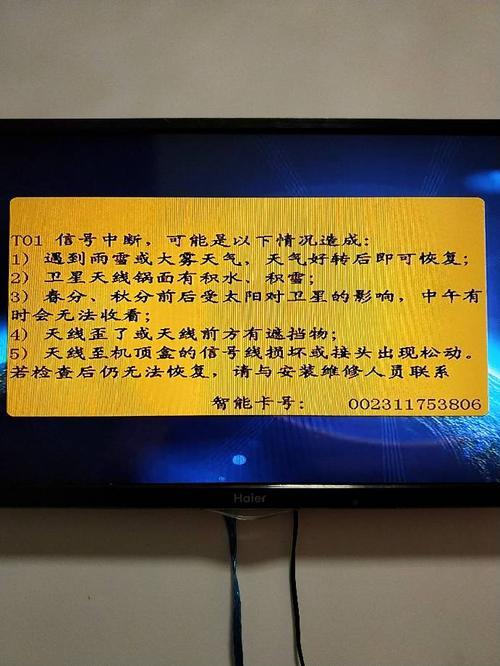 T01 信号中断，可能是以下情况造成：
1) 遇到雨雪或大雾天气，天气好转后即可恢复；
2) 卫星天线锅面有积水、积雪；
3) 春分、秋分前后受太阳对卫星的影响，中午有
时会无法收看；
4) 天线歪了或天线前方有遮挡物；
5) 天线至机顶盒的信号线损坏或接头出现松动。
若检查后仍无法恢复，请与安装维修人员联系
智能卡号： 002311753806
Haier